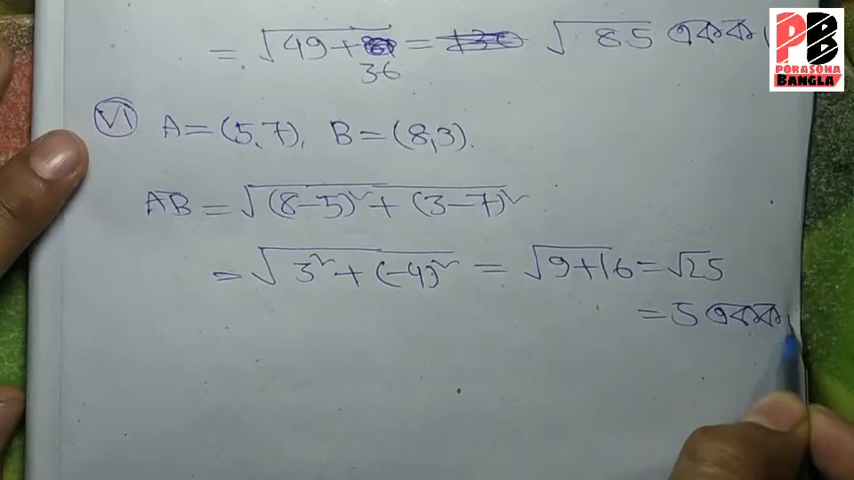 = √49+36 = √85 একক।
PB
PORASONA
BANGLA
VI A = (5,7), B = (8,3).
AB = √(8-5)² + (3-7)²
= √3² + (-4)² = √9+16 = √25
= 5 একক